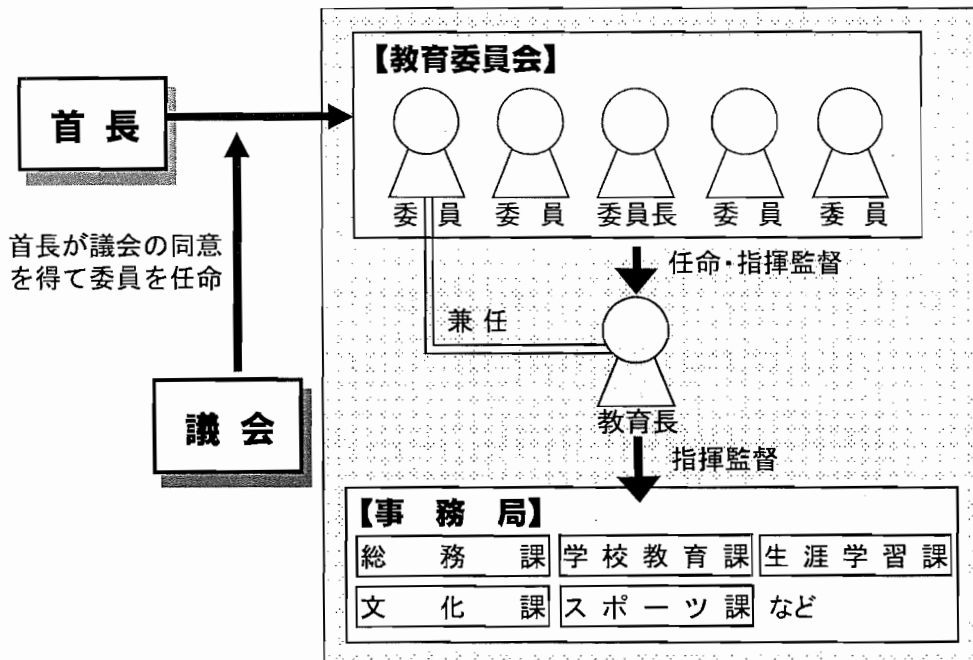 【教育委員会】
首長
委員 委員 委員長 委員 委員
首長が議会の同意
を得て委員を任命
任命・指揮監督
兼任
議会
教育長
指揮監督
【事務局】
総務課 学校教育課 生涯学習課
文化課 スポーツ課 など